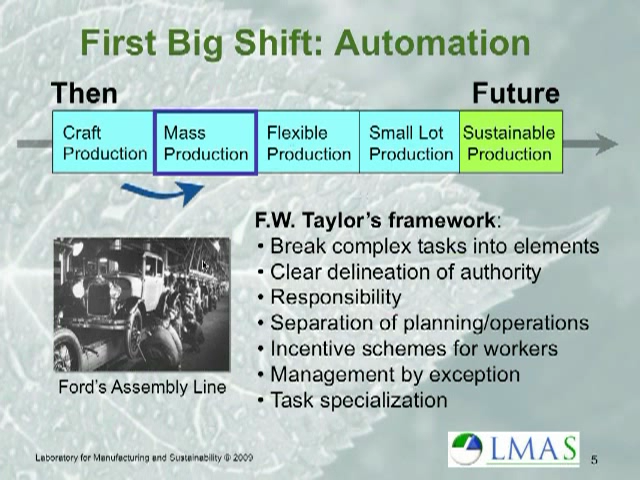 First Big Shift: Automation
Then
Future
Craft Production
Mass Production
Flexible Production
Small Lot Production
Sustainable Production
F.W. Taylor's framework:
• Break complex tasks into elements
• Clear delineation of authority
• Responsibility
• Separation of planning/operations
• Incentive schemes for workers
• Management by exception
• Task specialization
Ford's Assembly Line
Laboratory for Manufacturing and Sustainability © 2009
LMAS
5